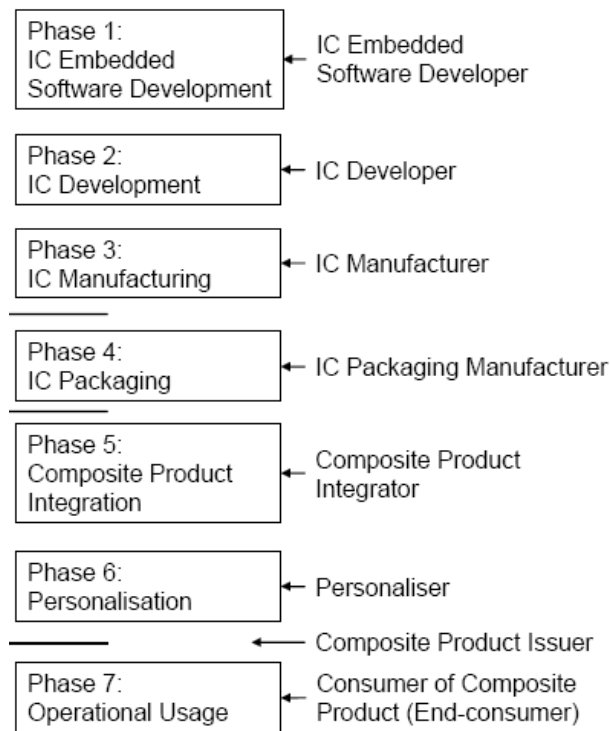 Phase 1:
IC Embedded
Software Development
IC Embedded
Software Developer
Phase 2:
IC Development
IC Developer
Phase 3:
IC Manufacturing
IC Manufacturer
Phase 4:
IC Packaging
IC Packaging Manufacturer
Phase 5:
Composite Product
Integration
Composite Product
Integrator
Phase 6:
Personalisation
Personaliser
Composite Product Issuer
Phase 7:
Operational Usage
Consumer of Composite
Product (End-consumer)